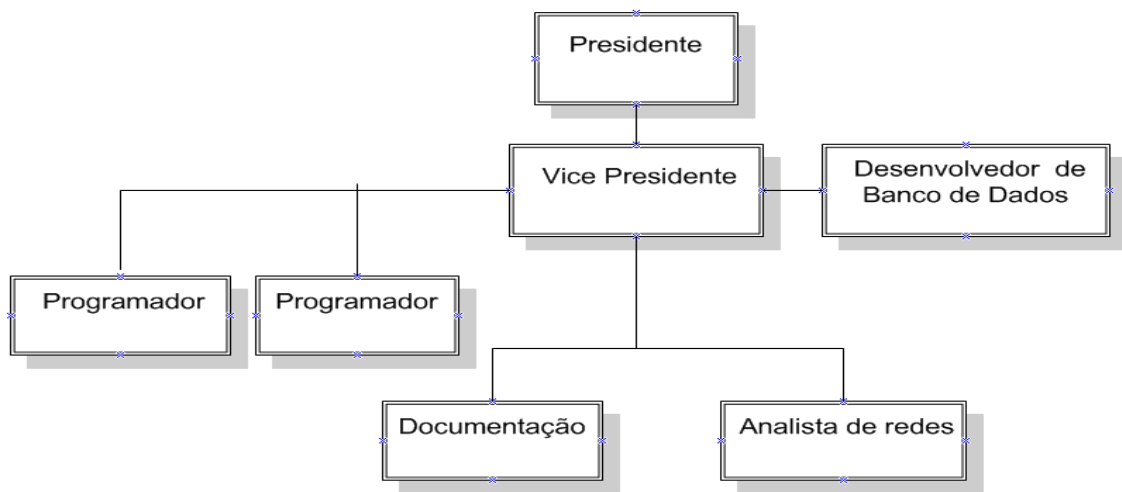 Presidente
Vice Presidente
Desenvolvedor de
Banco de Dados
Programador
Programador
Documentação
Analista de redes